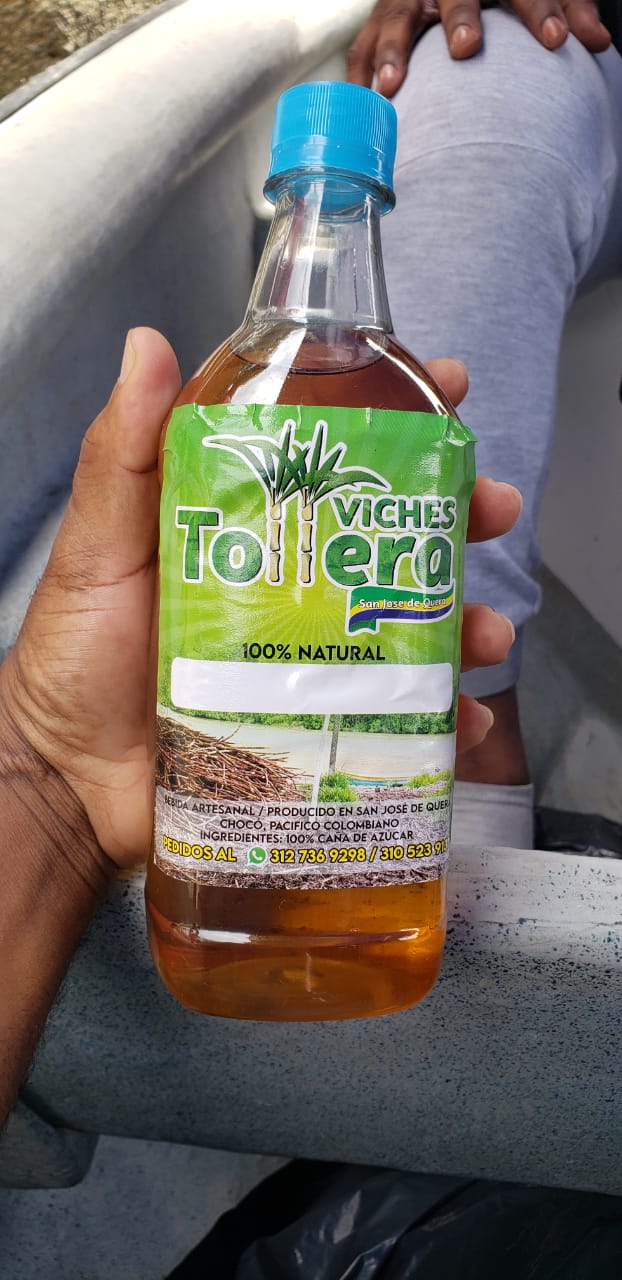 VICHES
Tollera
San Jose de Quera
100% NATURAL
BEBIDA ARTESANAL / PRODUCIDO EN SAN JOSÉ DE QUERA
CHOCÓ, PACIFICO COLOMBIANO
INGREDIENTES: 100% CAÑA DE AZÚCAR
PEDIDOS AL 312 736 9298 / 310 523